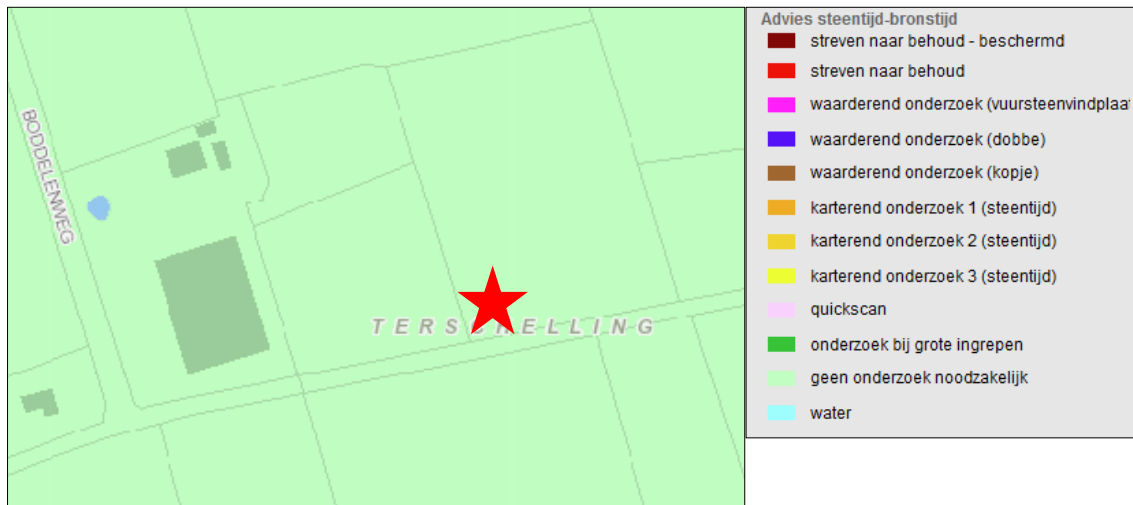 BODDELENWEG
TERSCHELLING
Advies steentijd-bronstijd
streven naar behoud - beschermd
streven naar behoud
waarderend onderzoek (vuursteenvindplaat
waarderend onderzoek (dobbe)
waarderend onderzoek (kopje)
karterend onderzoek 1 (steentijd)
karterend onderzoek 2 (steentijd)
karterend onderzoek 3 (steentijd)
quickscan
onderzoek bij grote ingrepen
geen onderzoek noodzakelijk
water